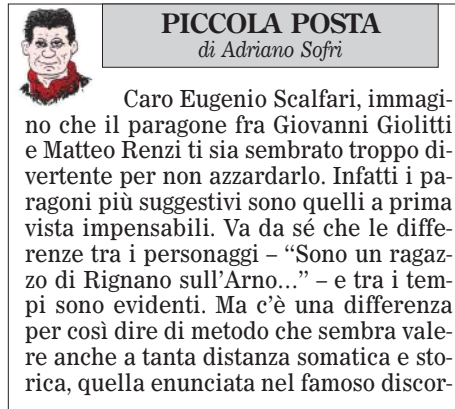 PICCOLA POSTA
di Adriano Sofri
Caro Eugenio Scalfari, immagi-
no che il paragone fra Giovanni Giolitti
e Matteo Renzi ti sia sembrato troppo di-
vertente per non azzardarlo. Infatti i pa-
ragoni più suggestivi sono quelli a prima
vista impensabili. Va da sé che le diffe-
renze tra i personaggi – “Sono un ragaz-
zo di Rignano sull’Arno…” – e tra i tem-
pi sono evidenti. Ma c’è una differenza
per così dire di metodo che sembra vale-
re anche a tanta distanza somatica e sto-
rica, quella enunciata nel famoso discor-